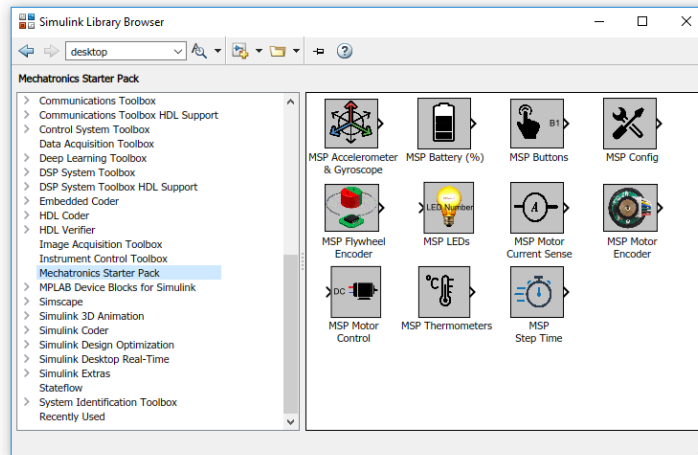 Simulink Library Browser
desktop
Mechatronics Starter Pack
Communications Toolbox
Communications Toolbox HDL Support
Control System Toolbox
Data Acquisition Toolbox
Deep Learning Toolbox
DSP System Toolbox
DSP System Toolbox HDL Support
Embedded Coder
HDL Coder
HDL Verifier
Image Acquisition Toolbox
Instrument Control Toolbox
Mechatronics Starter Pack
MPLAB Device Blocks for Simulink
Simscape
Simulink 3D Animation
Simulink Coder
Simulink Design Optimization
Simulink Desktop Real-Time
Simulink Extras
Stateflow
System Identification Toolbox
Recently Used
B1
MSP Accelerometer
& Gyroscope
MSP Battery (%)
MSP Buttons
MSP Config
LED Number
A
MSP Flywheel
Encoder
MSP LEDs
MSP Motor
Current Sense
MSP Motor
Encoder
DC
°C
MSP Motor
Control
MSP Thermometers
MSP
Step Time